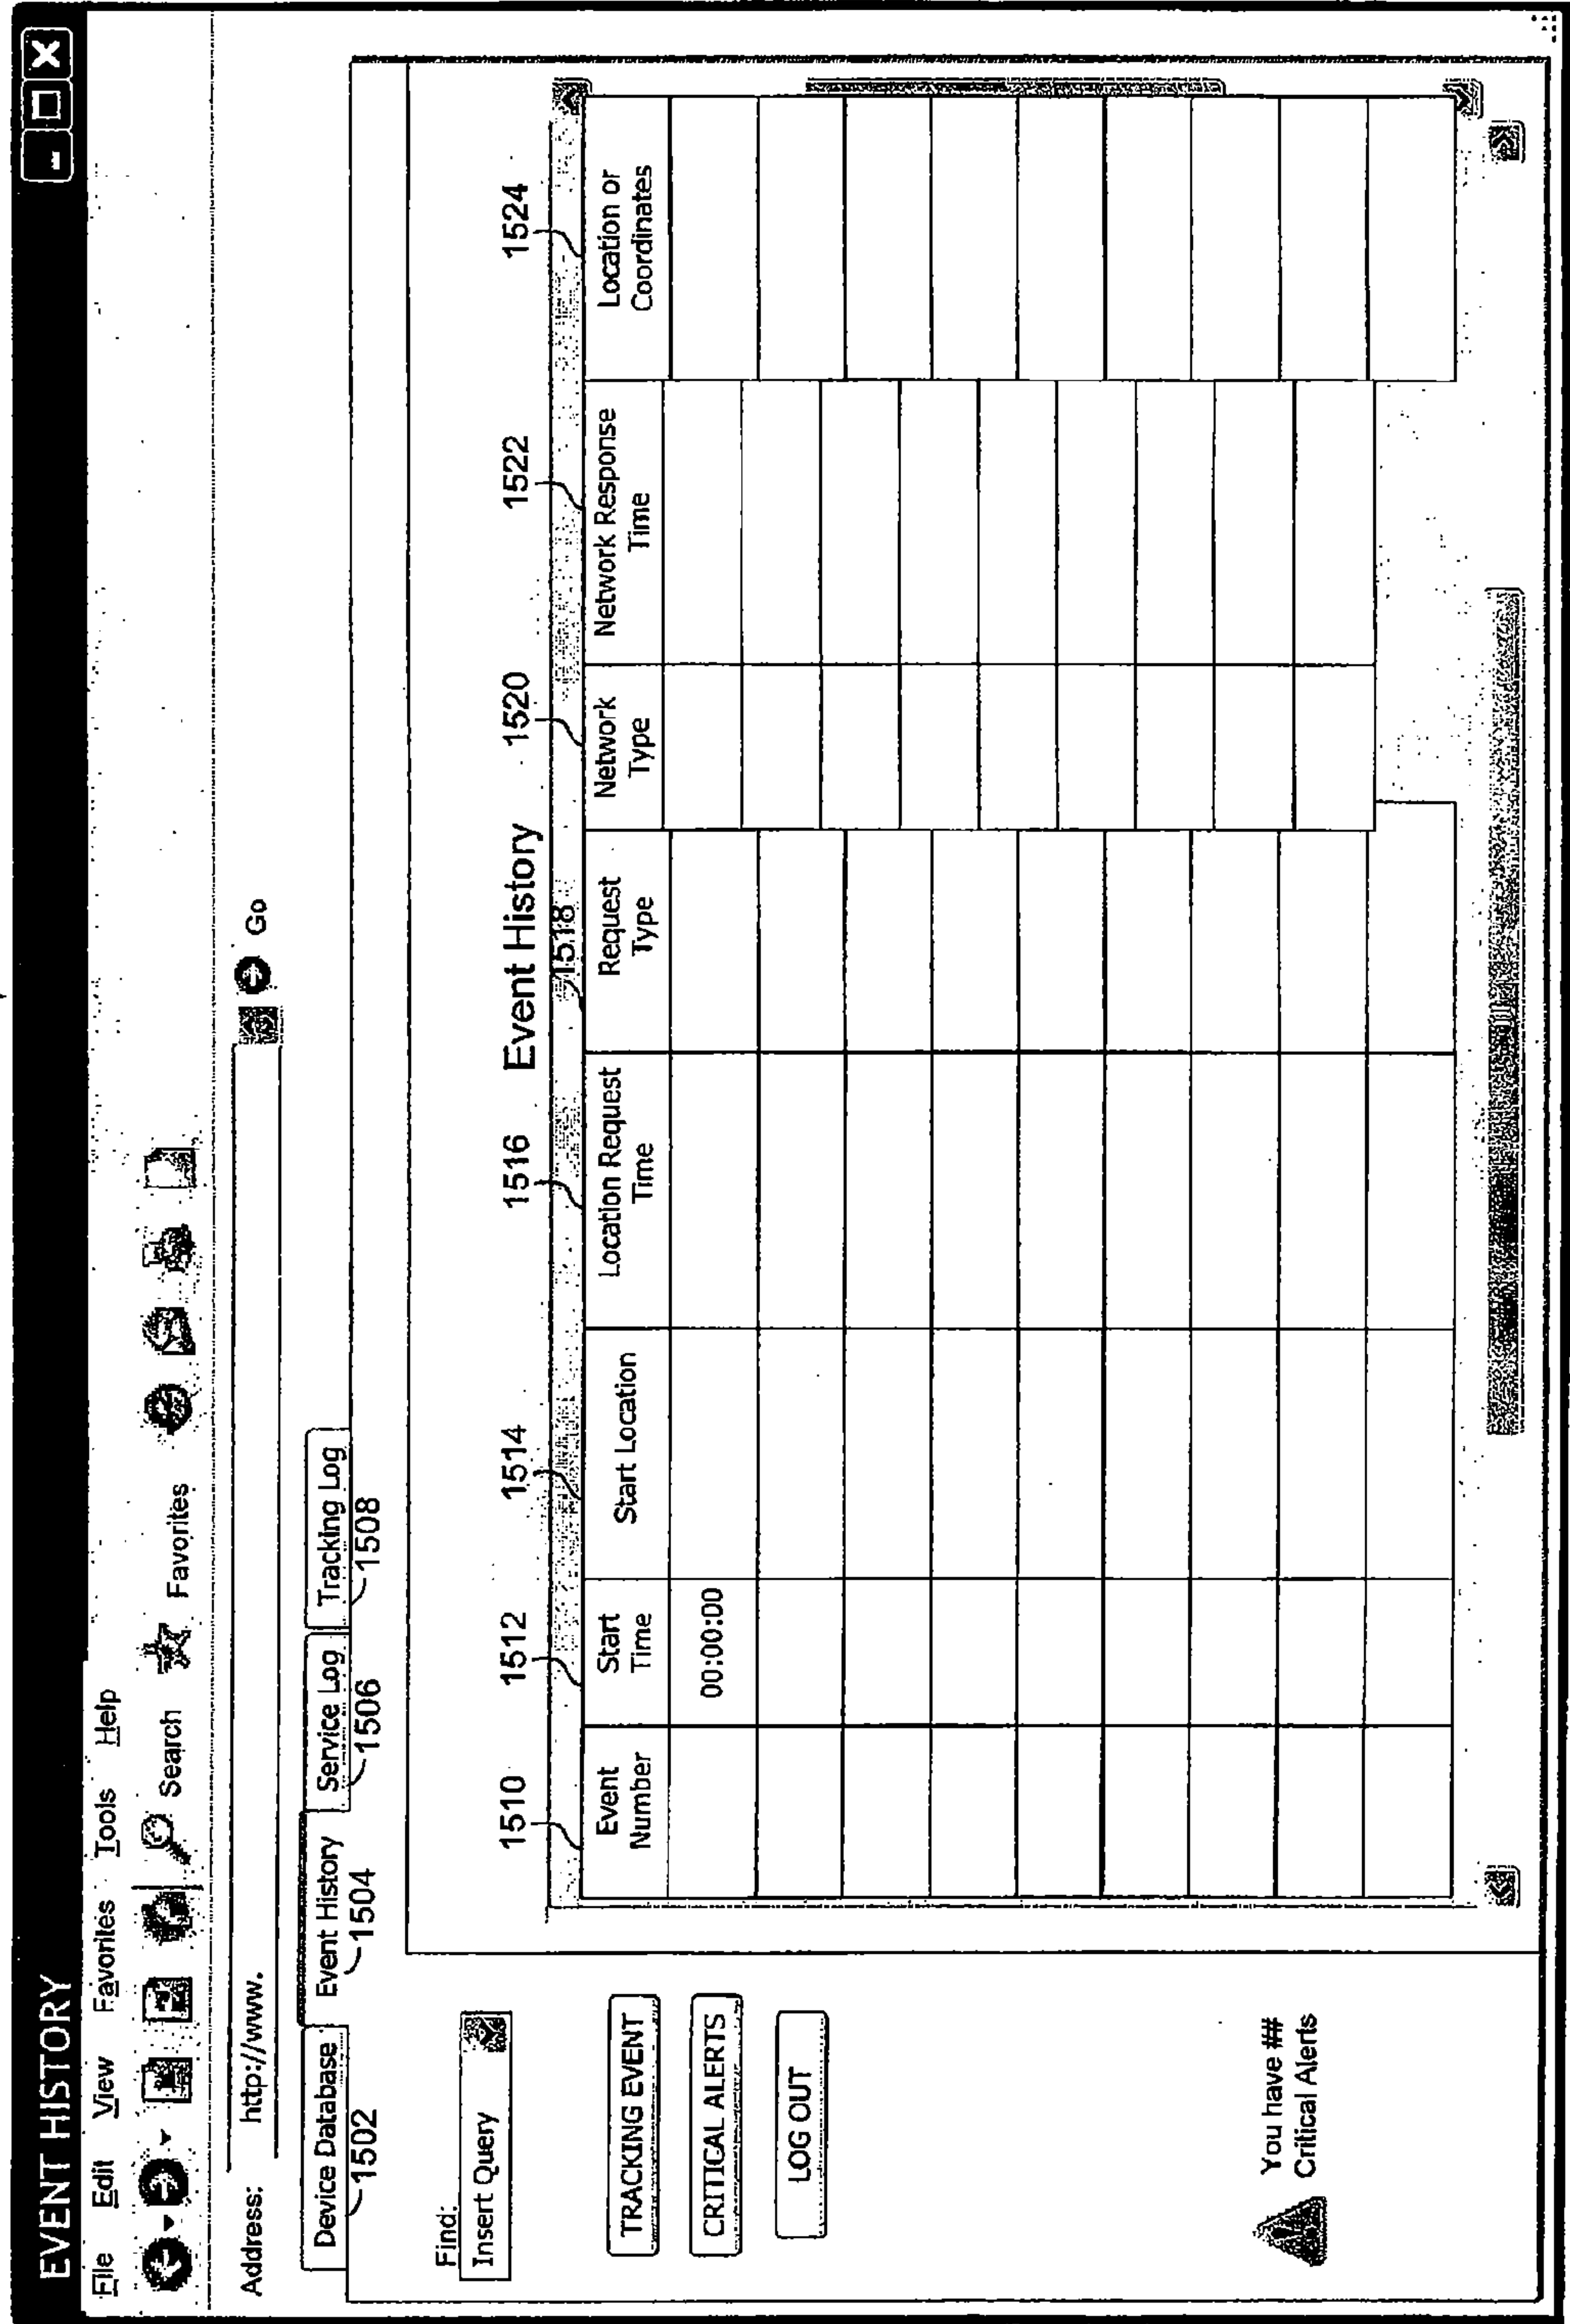 EVENT HISTORY
File Edit View Favorites Tools Help
Search Favorites
Address: http://www. Go
Device Database Event History Service Log Tracking Log
1502 1504 1506 1508
Find:
Insert Query
TRACKING EVENT
CRITICAL ALERTS
LOG OUT
You have ##
Critical Alerts
Event History
1510 1512 1514 1516 1518 1520 1522 1524
Event Number
Start Time
Start Location
Location Request Time
Request Type
Network Type
Network Response Time
Location or Coordinates
00:00:00